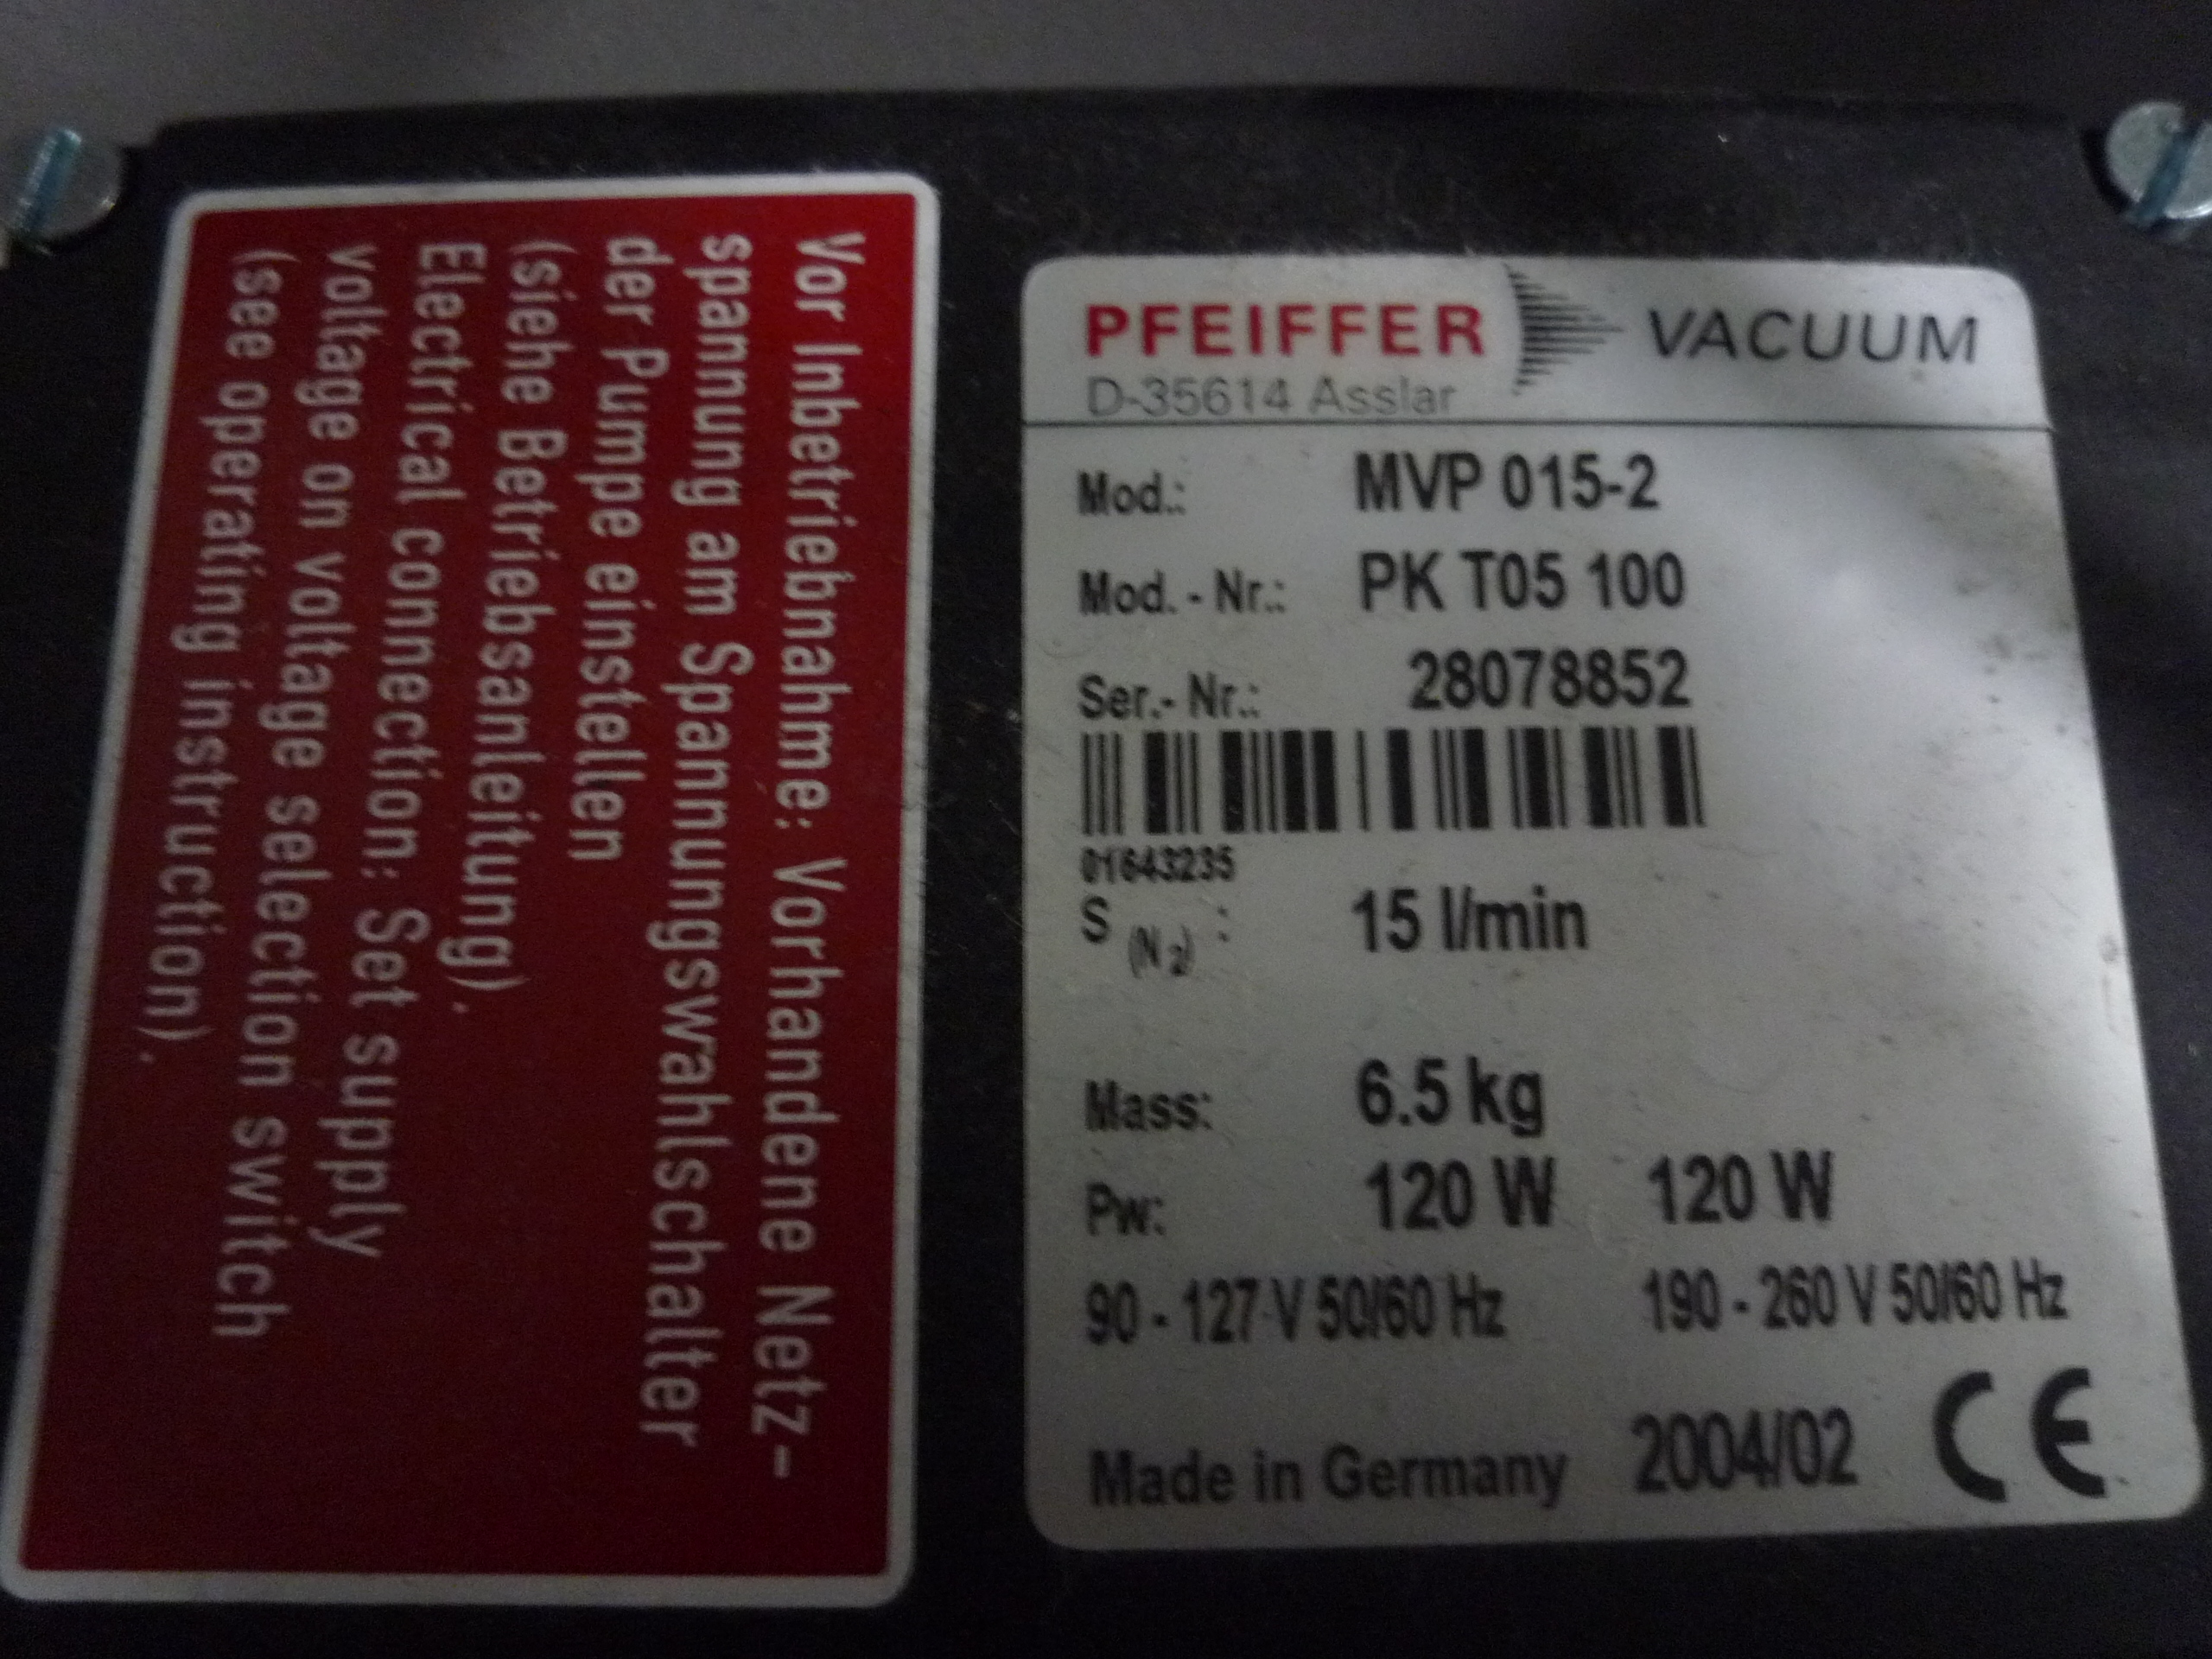 Vor Inbetriebnahme: Vorhandene Netz-
spannung am Spannungswahlschalter
der Pumpe einstellen
(siehe Betriebsanleitung).
Electrical connection: Set supply
voltage on voltage selection switch
(see operating instruction).
PFEIFFER VACUUM
D-35614 Asslar
Mod.: MVP 015-2
Mod. - Nr.: PK T05 100
Ser.- Nr.: 28078852
01643235
S (N2) : 15 l/min
Mass: 6.5 kg
Pw: 120 W 120 W
90 - 127 V 50/60 Hz 190 - 260 V 50/60 Hz
Made in Germany 2004/02 CE